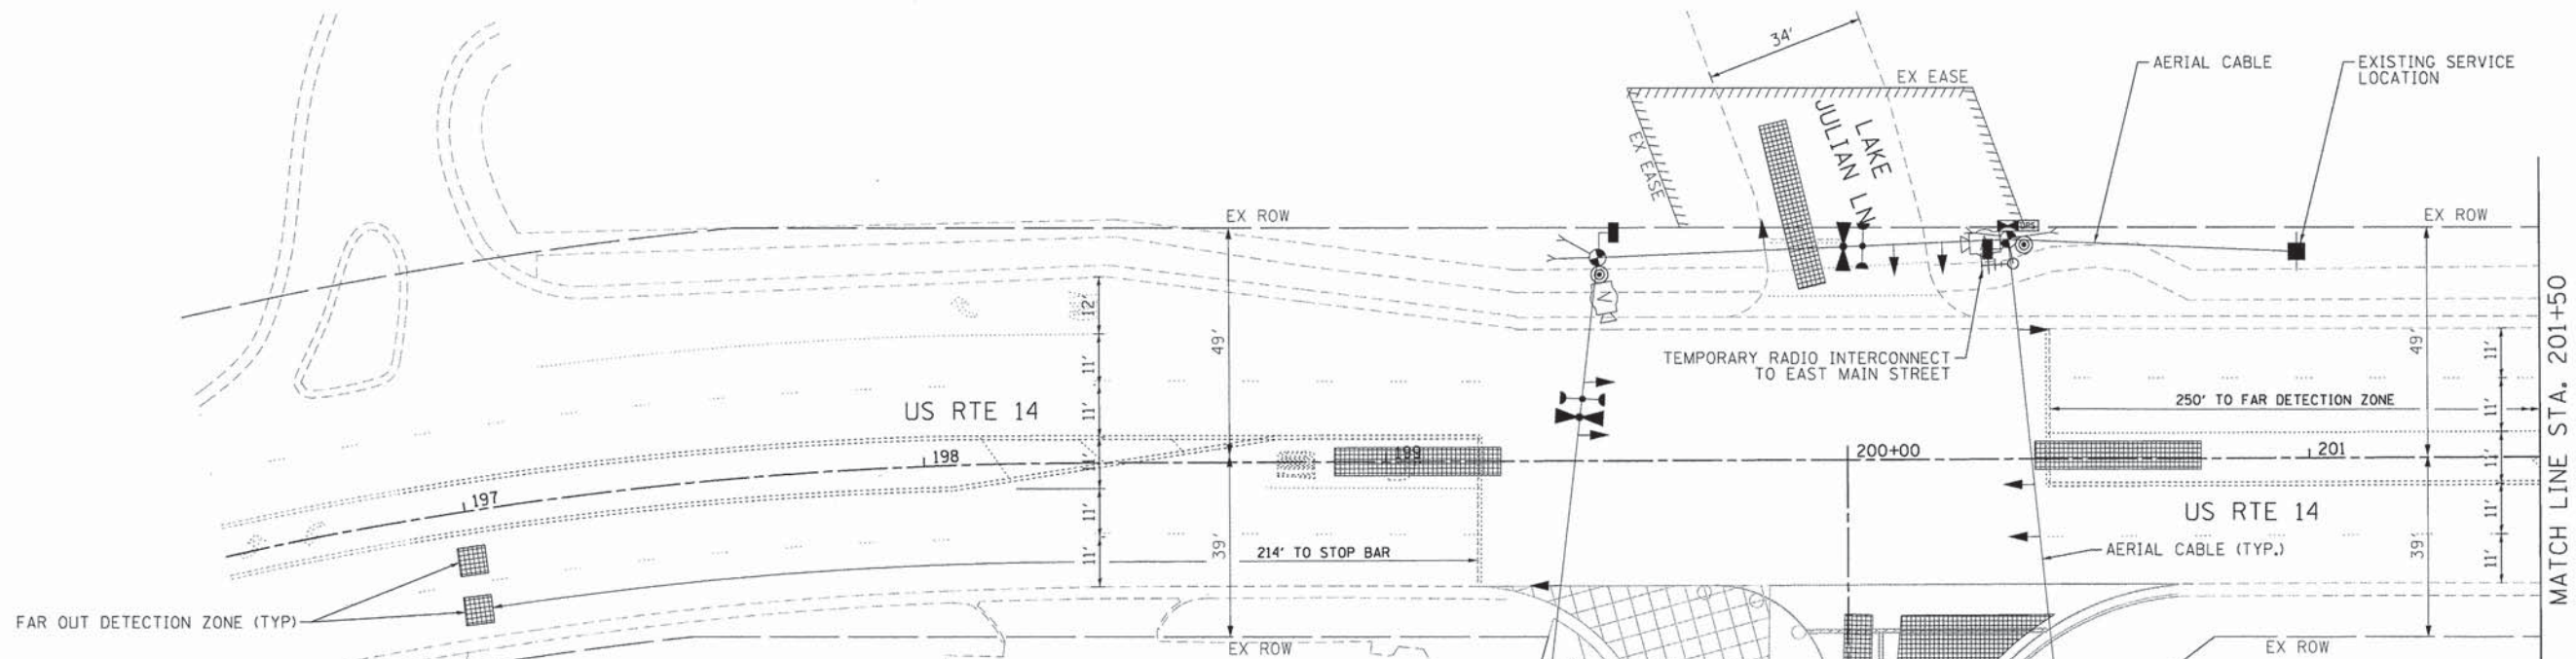 34'
EX EASE
AERIAL CABLE
EXISTING SERVICE
LOCATION
LAKE
JULIAN LN
EX EASE
EX ROW
EX ROW
12'
49'
11'
11'
11'
11'
11'
39'
US RTE 14
TEMPORARY RADIO INTERCONNECT
TO EAST MAIN STREET
250' TO FAR DETECTION ZONE
49'
11'
11'
11'
11'
11'
39'
197
198
199
200+00
201
US RTE 14
214' TO STOP BAR
AERIAL CABLE (TYP.)
FAR OUT DETECTION ZONE (TYP)
EX ROW
EX ROW
MATCH LINE STA. 201+50